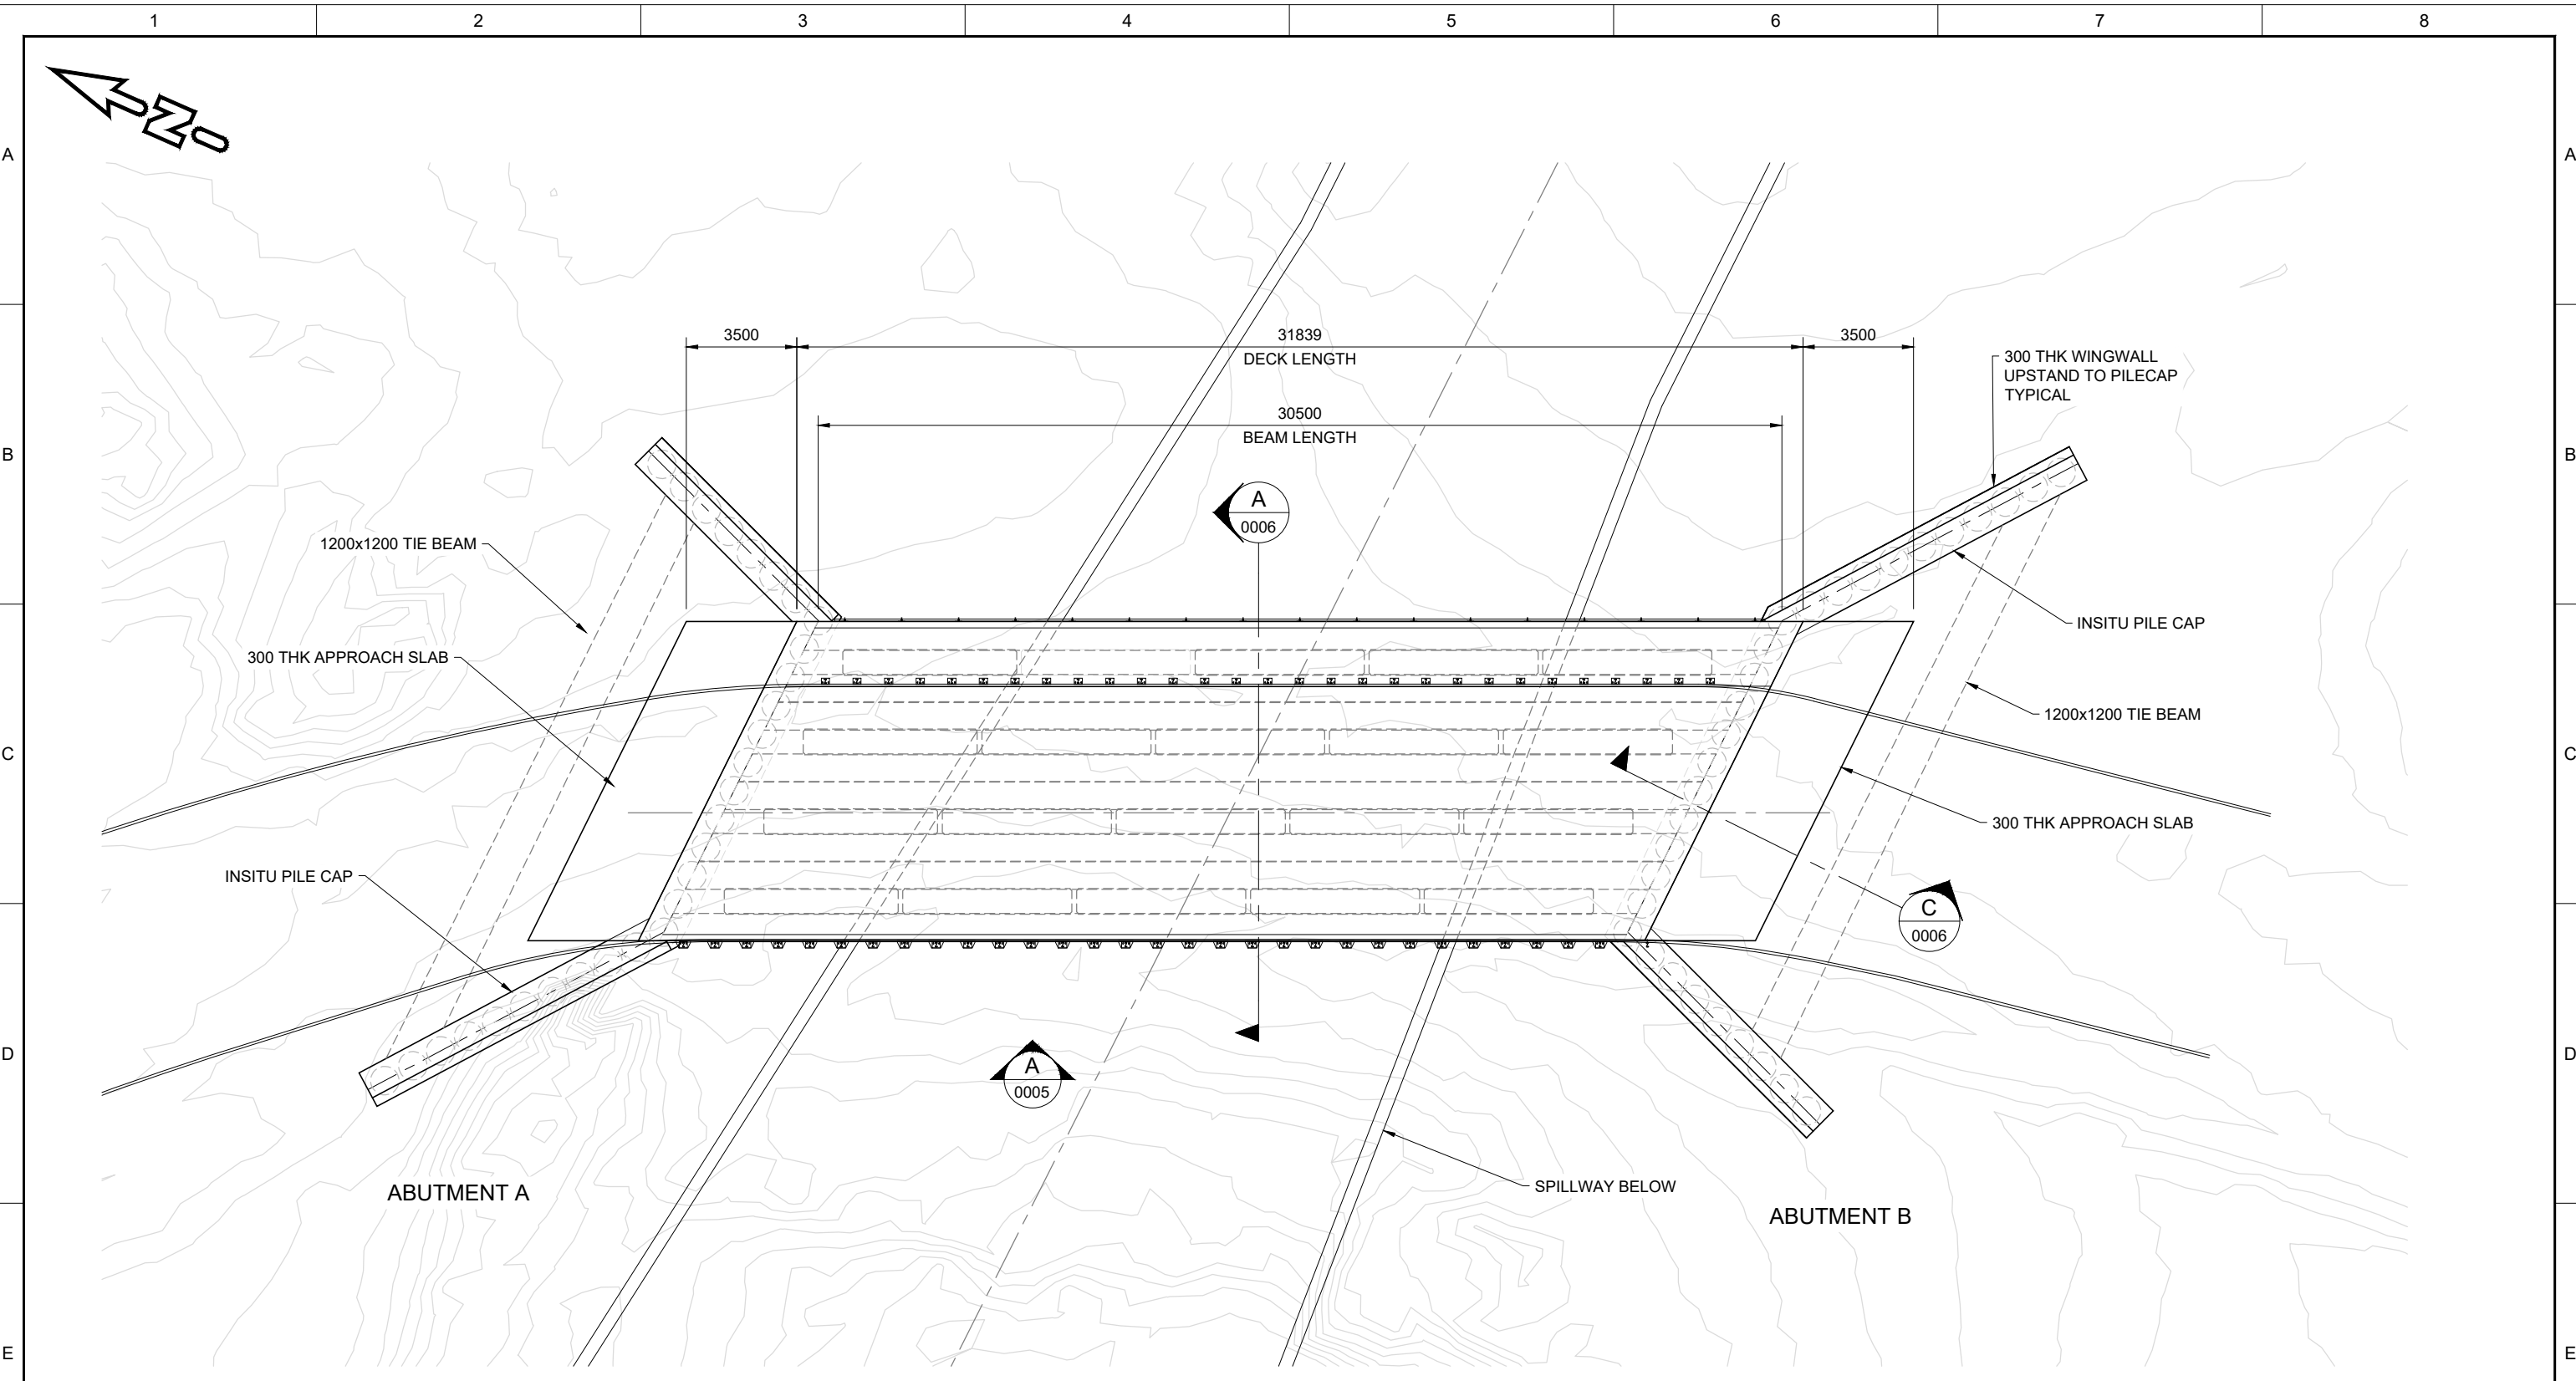 1 2 3 4 5 6 7 8
N
A A
3500 31839 3500
DECK LENGTH
300 THK WINGWALL
UPSTAND TO PILECAP
TYPICAL
30500
BEAM LENGTH
B B
A
0006
1200x1200 TIE BEAM
INSITU PILE CAP
300 THK APPROACH SLAB
1200x1200 TIE BEAM
C C
300 THK APPROACH SLAB
INSITU PILE CAP
C
0006
D D
A
0005
SPILLWAY BELOW
ABUTMENT A
ABUTMENT B
E E